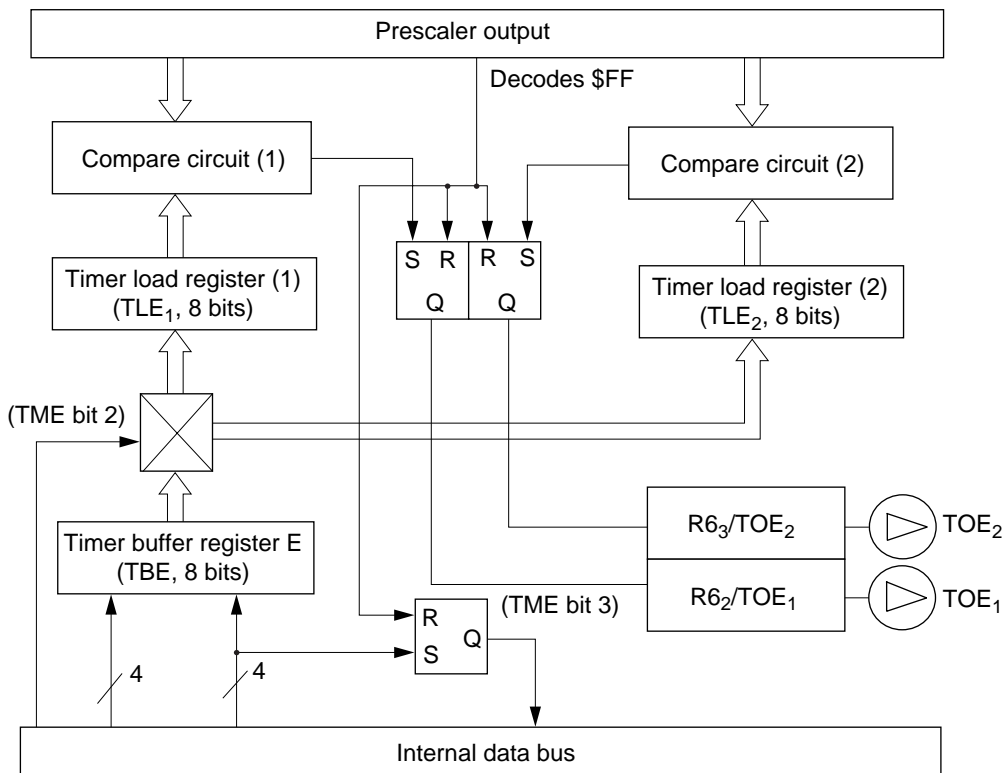 Prescaler output
Decodes $FF
Compare circuit (1)
Compare circuit (2)
S R R S
Q Q
Timer load register (1)
(TLE1, 8 bits)
Timer load register (2)
(TLE2, 8 bits)
(TME bit 2)
Timer buffer register E
(TBE, 8 bits)
R63/TOE2
TOE2
R62/TOE1
TOE1
(TME bit 3)
R
Q
S
4
4
Internal data bus